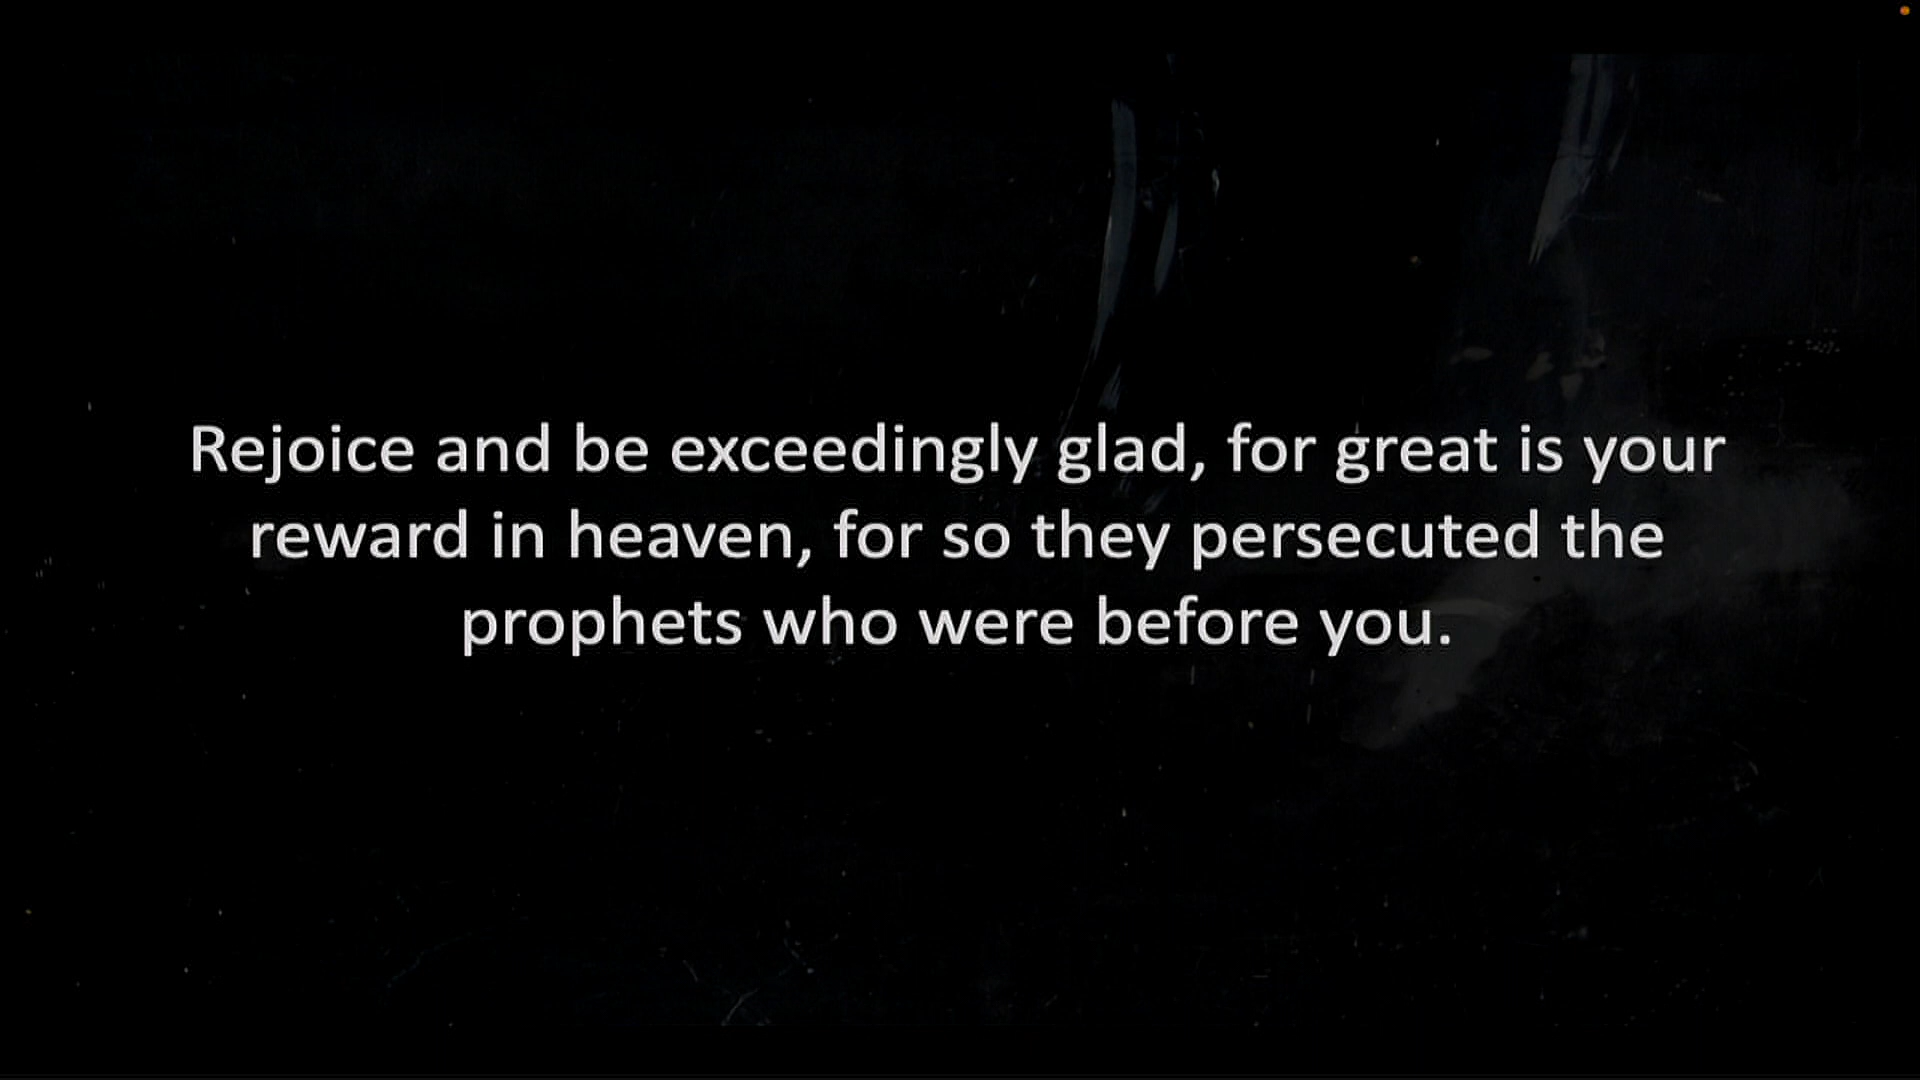 Rejoice and be exceedingly glad, for great is your
reward in heaven, for so they persecuted the
prophets who were before you.